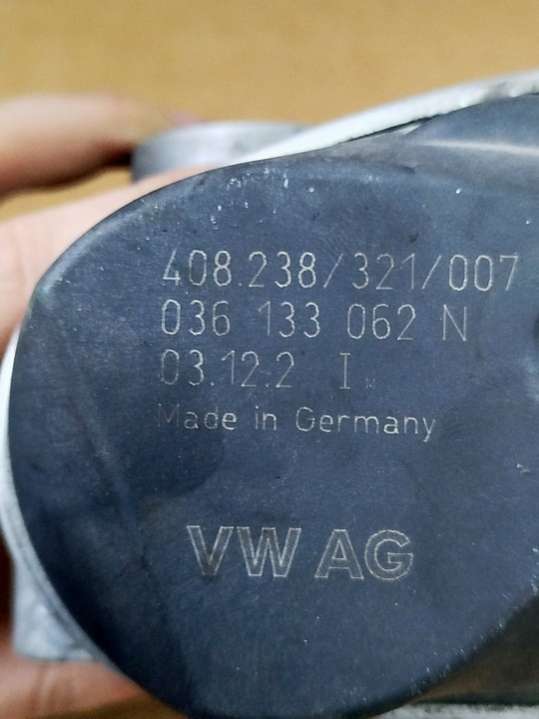 408.238/321/007
036 133 062 N
03.12.2 I
Made in Germany
VW AG